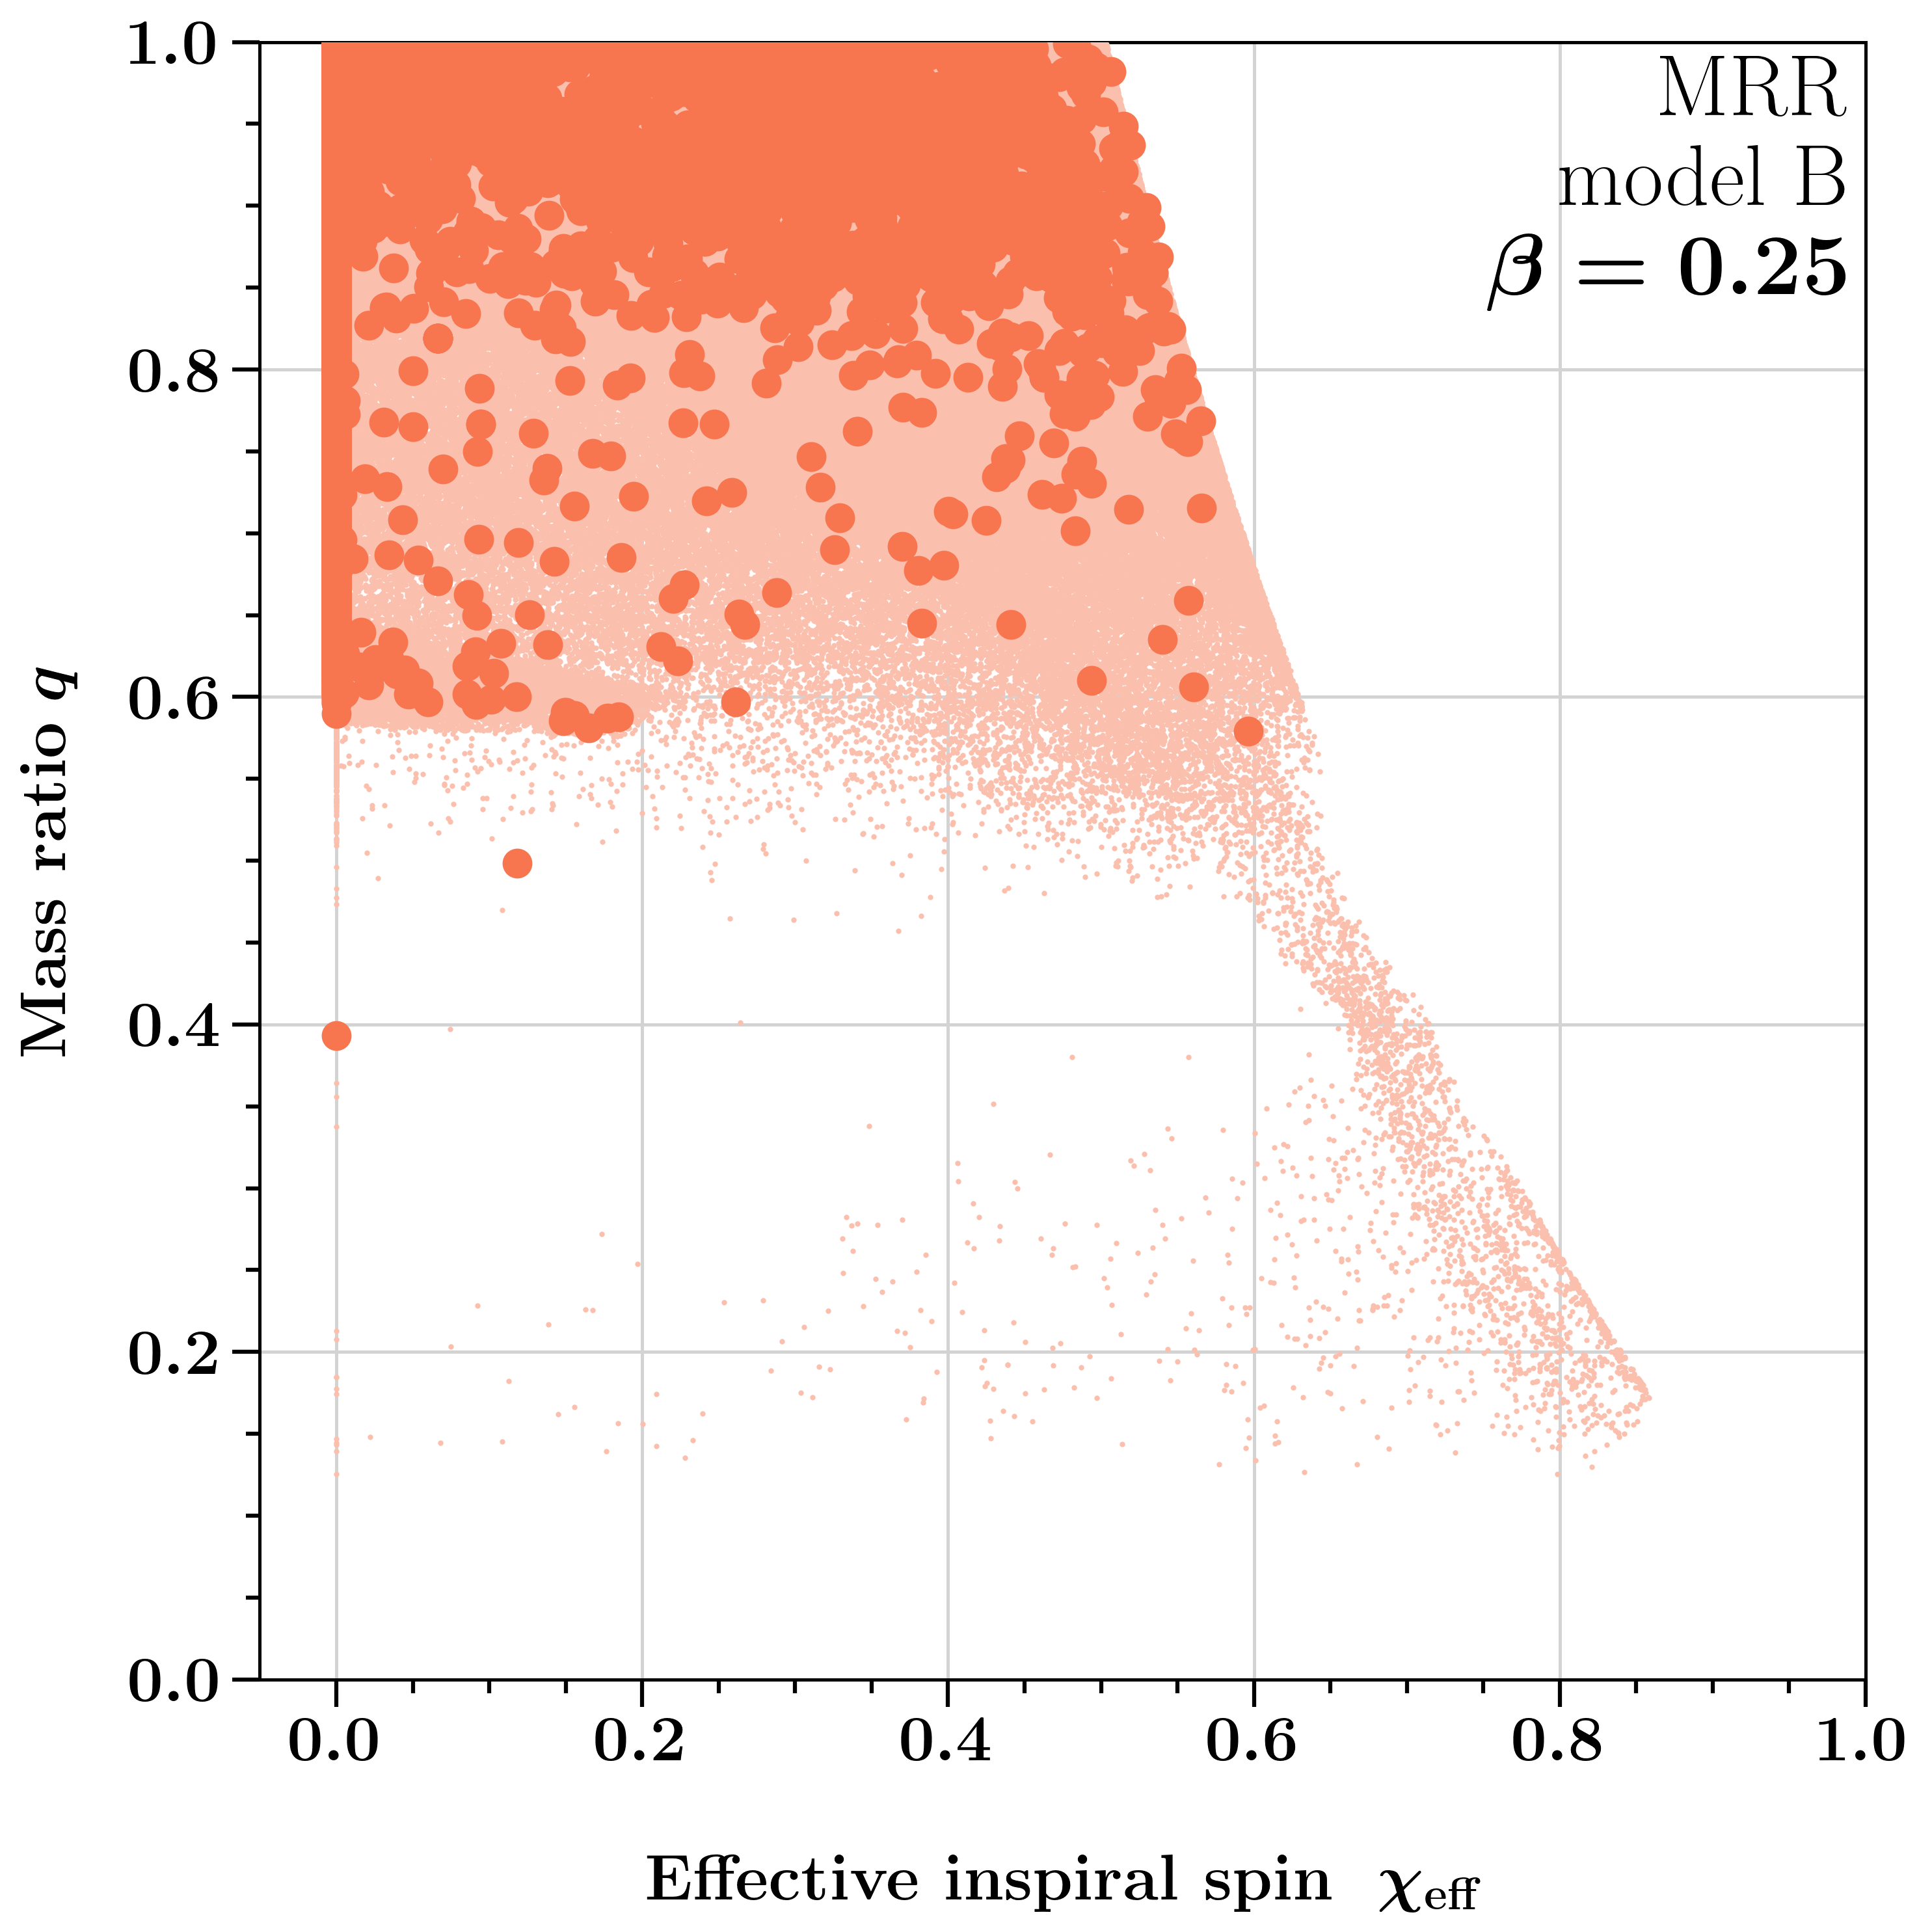 MRR
model B
β = 0.25
Mass ratio q
1.0
0.8
0.6
0.4
0.2
0.0
0.0 0.2 0.4 0.6 0.8 1.0
Effective inspiral spin χeff